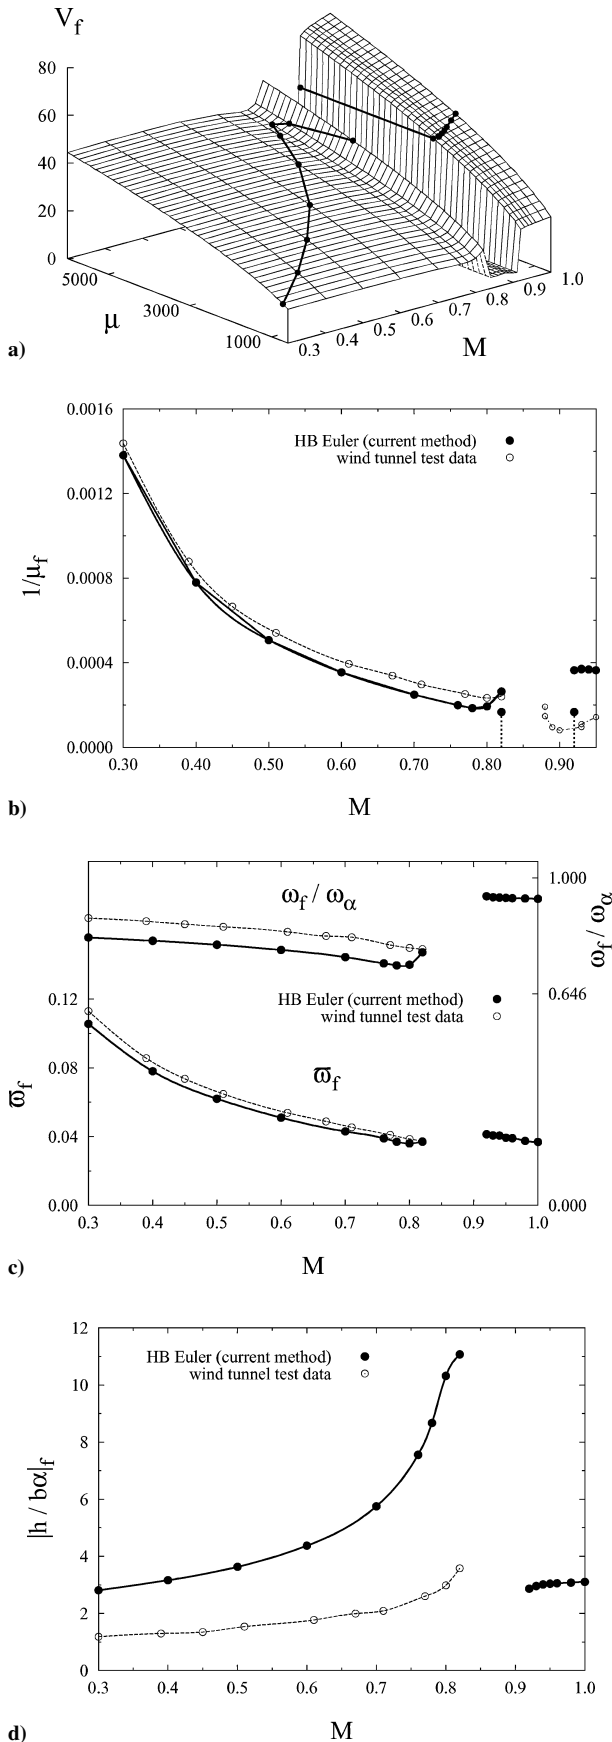 V_f
80
60
40
20
0
5000
3000
1000
μ
0.3 0.4 0.5 0.6 0.7 0.8 0.9 1.0
M
a)
0.0016
0.0012
0.0008
0.0004
0.0000
1/μ_f
HB Euler (current method)
wind tunnel test data
0.30 0.40 0.50 0.60 0.70 0.80 0.90
M
b)
ω_f / ω_α
1.000
0.646
0.000
ω_f / ω_α
HB Euler (current method)
wind tunnel test data
0.12
0.08
0.04
0.00
ϖ_f
ϖ_f
0.3 0.4 0.5 0.6 0.7 0.8 0.9 1.0
M
c)
12
10
8
6
4
2
0
|h / bα|_f
HB Euler (current method)
wind tunnel test data
0.3 0.4 0.5 0.6 0.7 0.8 0.9 1.0
M
d)